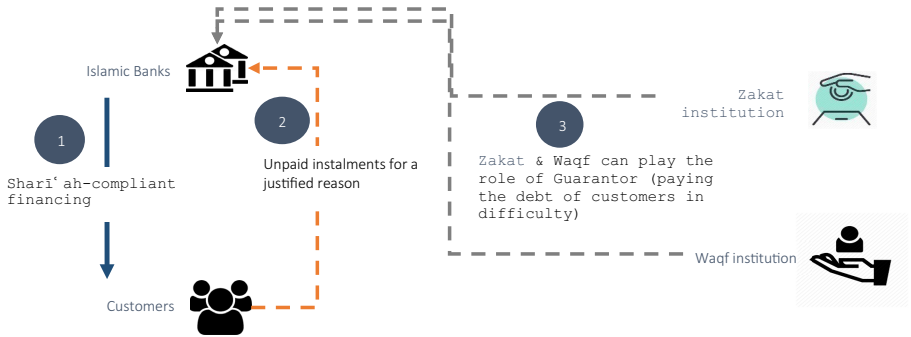 Islamic Banks
1
Sharīʿah-compliant
financing
Customers
2
Unpaid instalments for a
justified reason
3
Zakat & Waqf can play the
role of Guarantor (paying
the debt of customers in
difficulty)
Zakat
institution
Waqf institution